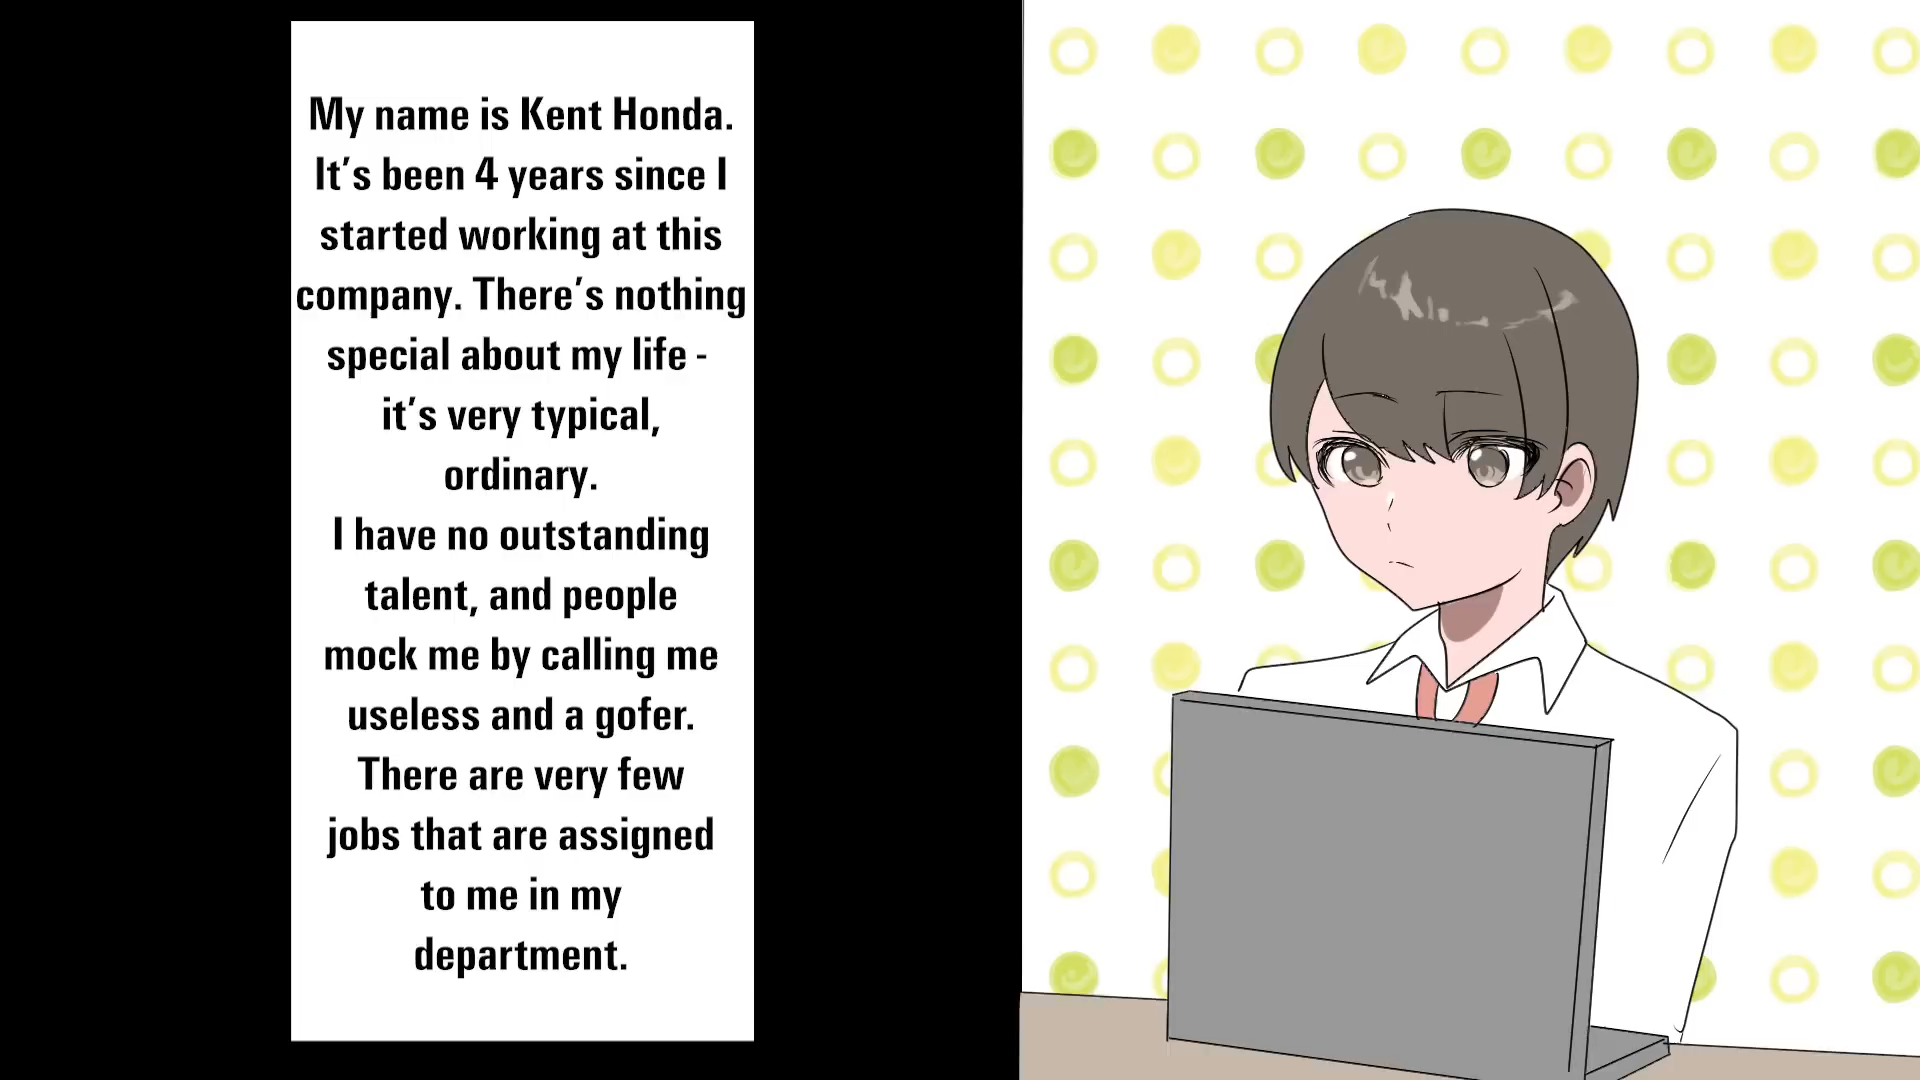 My name is Kent Honda.
It’s been 4 years since I
started working at this
company. There’s nothing
special about my life -
it’s very typical,
ordinary.
I have no outstanding
talent, and people
mock me by calling me
useless and a gofer.
There are very few
jobs that are assigned
to me in my
department.